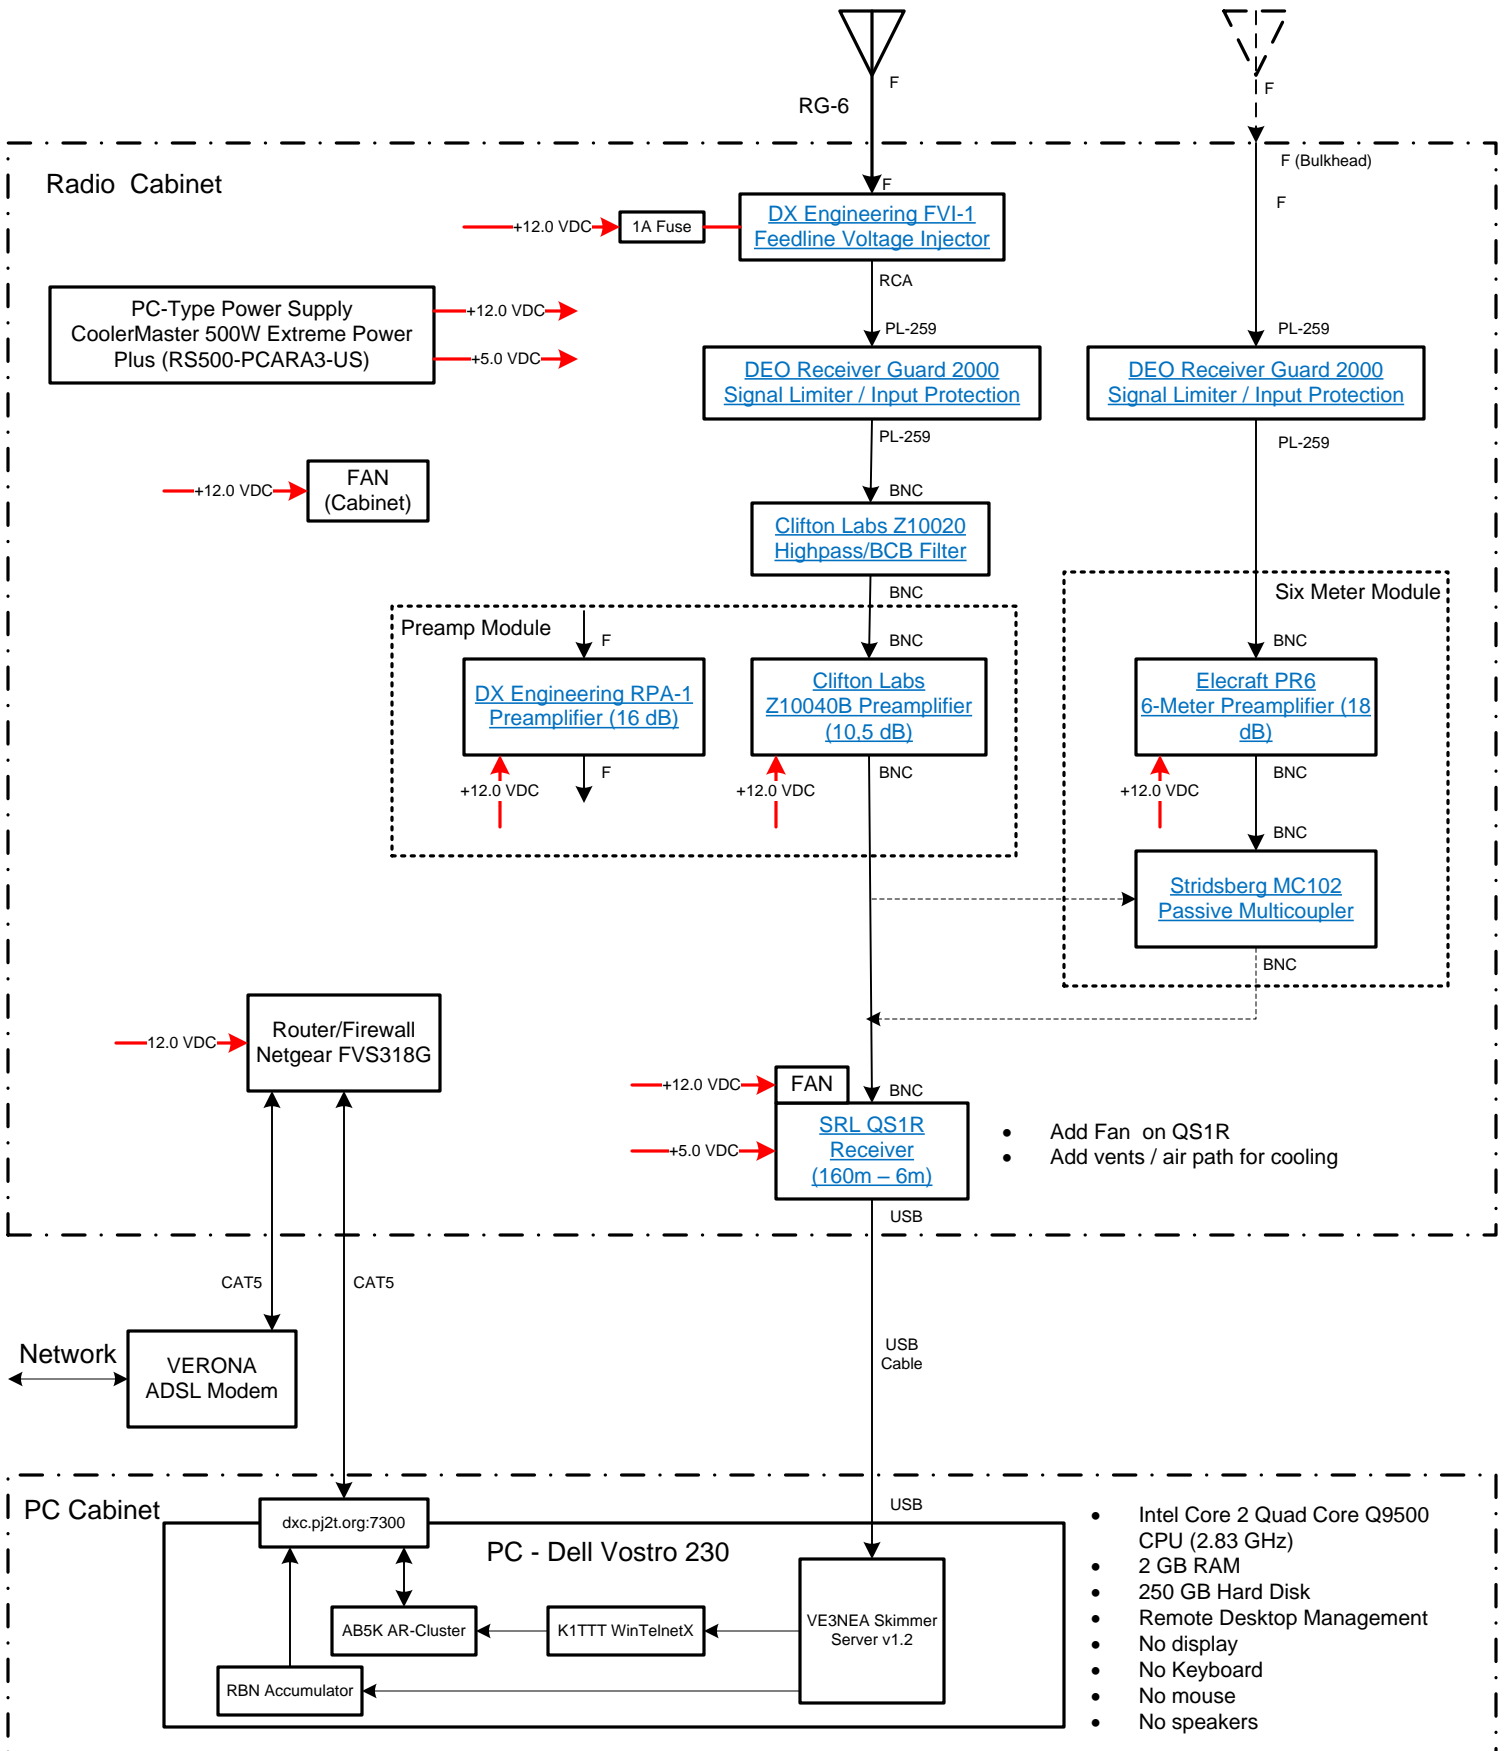 F
RG-6
F
F (Bulkhead)
Radio  Cabinet
F
F
DX Engineering FVI-1
Feedline Voltage Injector
+12.0 VDC
1A Fuse
RCA
PC-Type Power Supply
CoolerMaster 500W Extreme Power
Plus (RS500-PCARA3-US)
+12.0 VDC
+5.0 VDC
PL-259
PL-259
DEO Receiver Guard 2000
Signal Limiter / Input Protection
DEO Receiver Guard 2000
Signal Limiter / Input Protection
PL-259
PL-259
+12.0 VDC
FAN
(Cabinet)
BNC
Clifton Labs Z10020
Highpass/BCB Filter
BNC
Six Meter Module
Preamp Module
F
BNC
BNC
DX Engineering RPA-1
Preamplifier (16 dB)
Clifton Labs
Z10040B Preamplifier
(10,5 dB)
Elecraft PR6
6-Meter Preamplifier (18
dB)
F
BNC
BNC
+12.0 VDC
+12.0 VDC
+12.0 VDC
BNC
Stridsberg MC102
Passive Multicoupler
BNC
12.0 VDC
Router/Firewall
Netgear FVS318G
+12.0 VDC
FAN
BNC
+5.0 VDC
SRL QS1R
Receiver
(160m – 6m)
• Add Fan  on QS1R
• Add vents / air path for cooling
USB
CAT5
CAT5
Network
VERONA
ADSL Modem
USB
Cable
PC Cabinet
USB
dxc.pj2t.org:7300
PC - Dell Vostro 230
AB5K AR-Cluster
K1TTT WinTelnetX
VE3NEA Skimmer
Server v1.2
RBN Accumulator
• Intel Core 2 Quad Core Q9500
CPU (2.83 GHz)
• 2 GB RAM
• 250 GB Hard Disk
• Remote Desktop Management
• No display
• No Keyboard
• No mouse
• No speakers